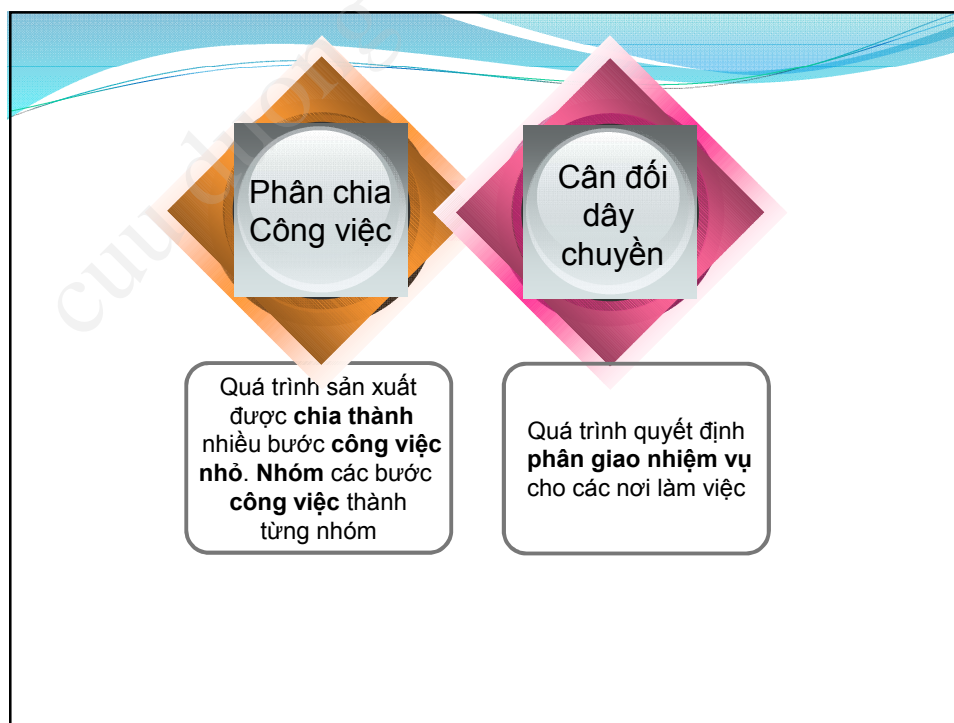 Phân chia
Công việc
Quá trình sản xuất
được chia thành
nhiều bước công việc
nhỏ. Nhóm các bước
công việc thành
từng nhóm
Cân đối
dây
chuyền
Quá trình quyết định
phân giao nhiệm vụ
cho các nơi làm việc
cuu duong